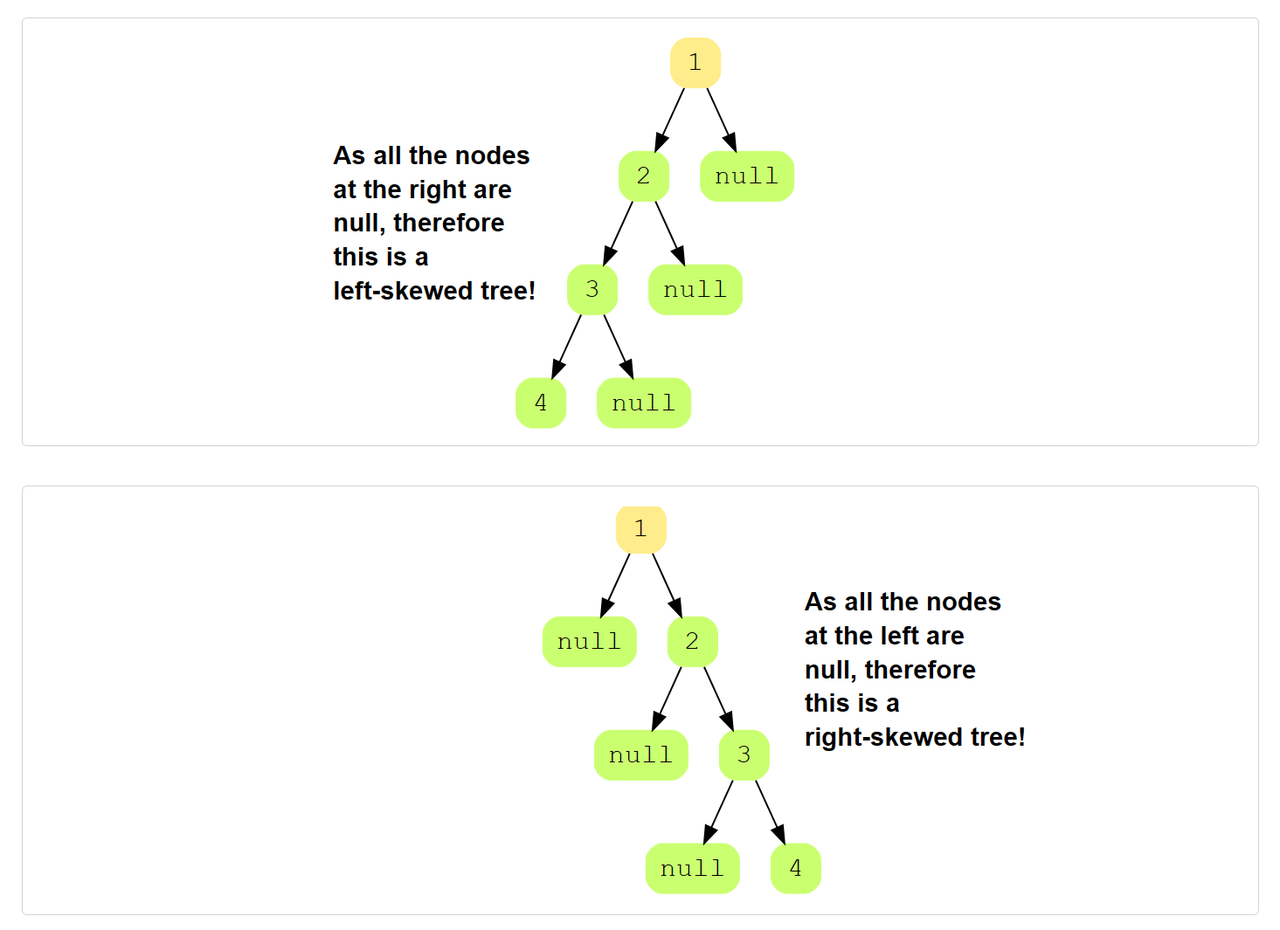 1
As all the nodes
at the right are
null, therefore
this is a
left-skewed tree!
2 null
3 null
4 null
1
null 2
As all the nodes
at the left are
null, therefore
this is a
right-skewed tree!
null 3
null 4